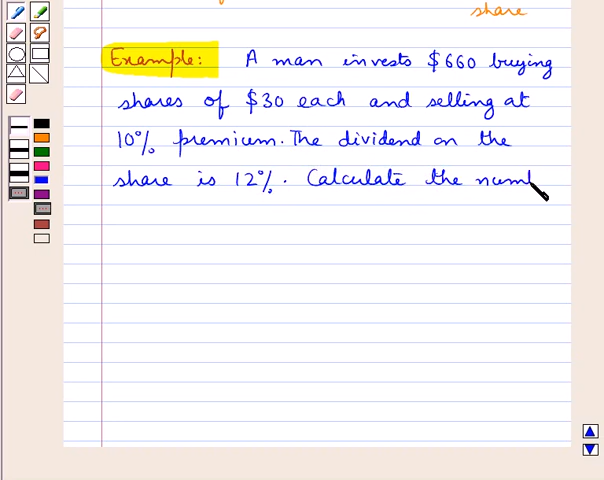 share
Example: A man invests $660 buying
shares of $30 each and selling at
10% premium. The dividend on the
share is 12%. Calculate the numb